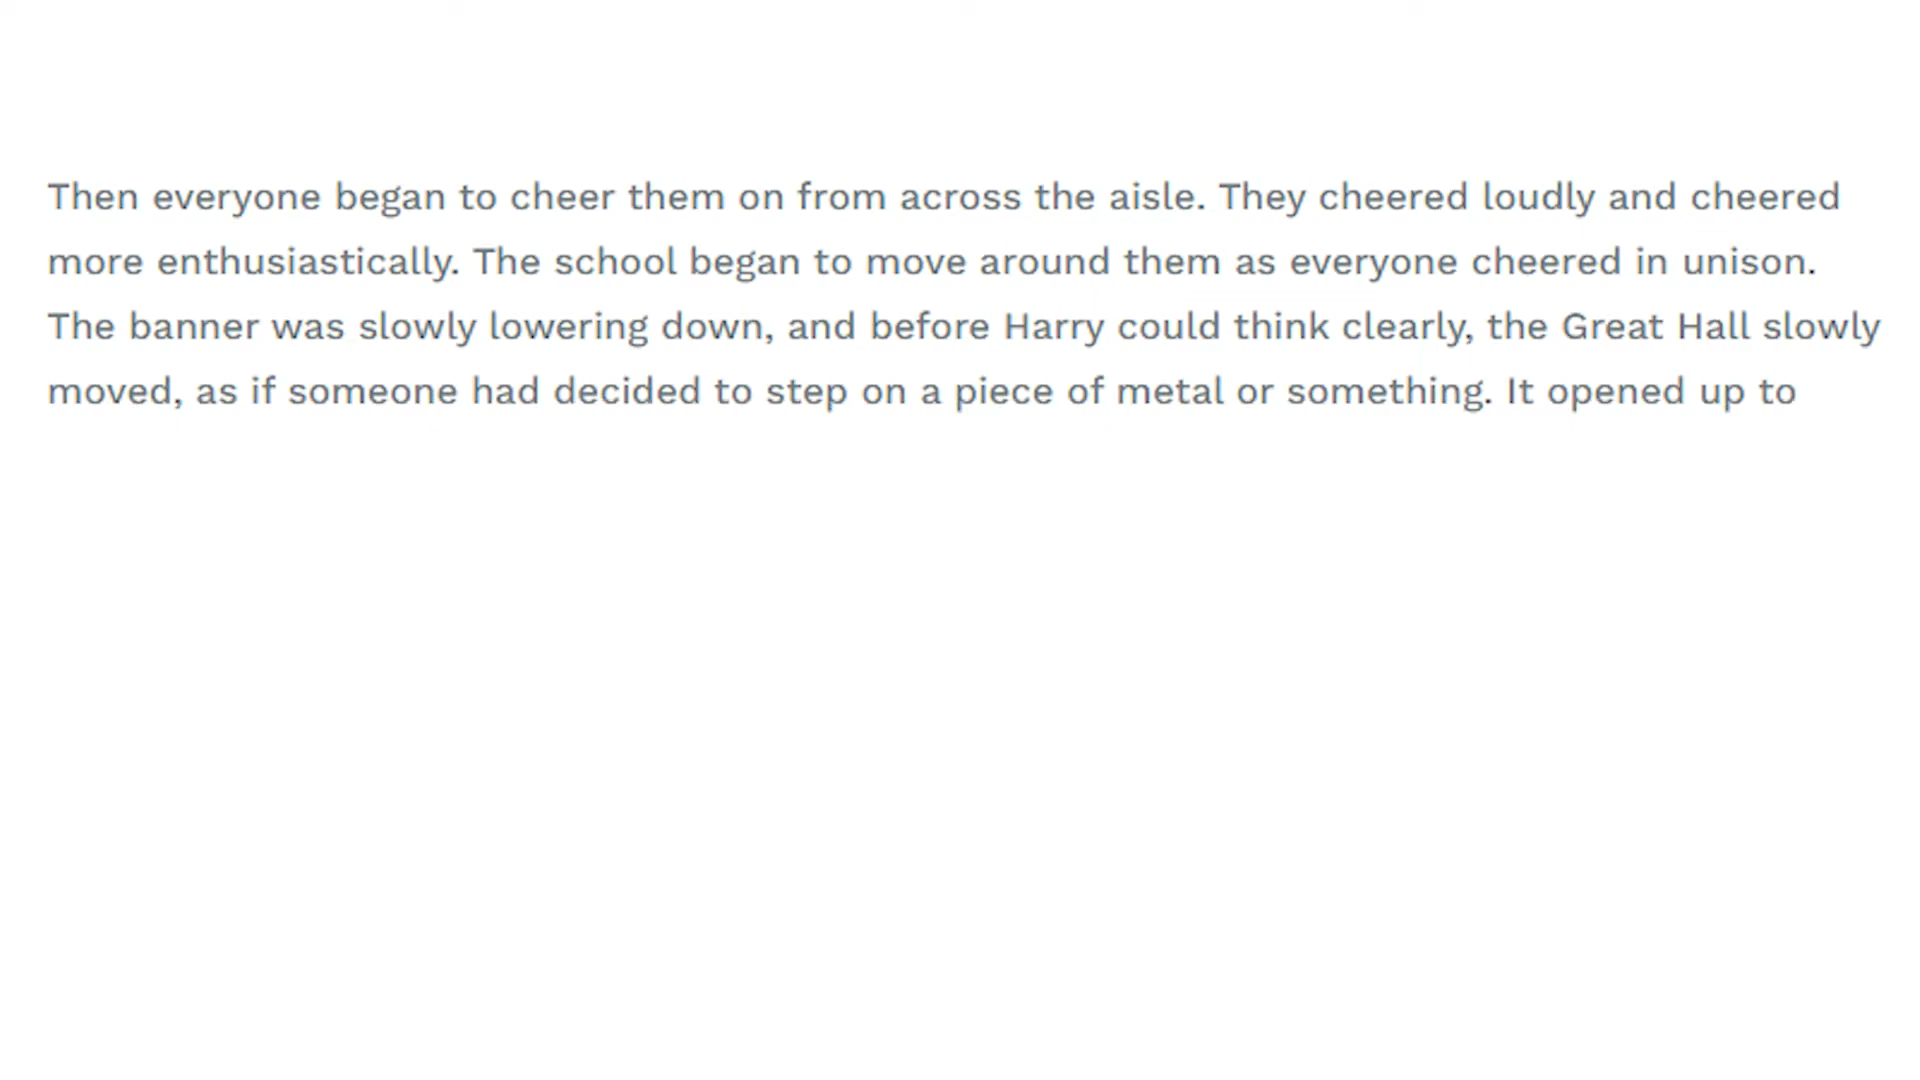 Then everyone began to cheer them on from across the aisle. They cheered loudly and cheered
more enthusiastically. The school began to move around them as everyone cheered in unison.
The banner was slowly lowering down, and before Harry could think clearly, the Great Hall slowly
moved, as if someone had decided to step on a piece of metal or something. It opened up to